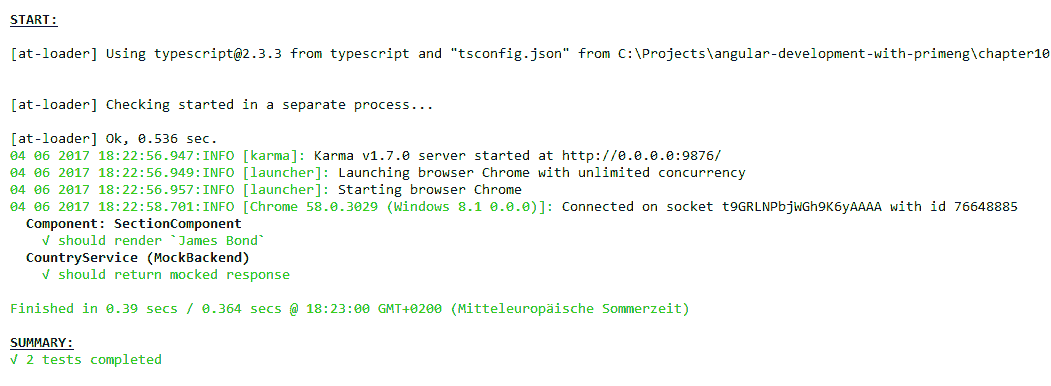 START:
[at-loader] Using typescript@2.3.3 from typescript and "tsconfig.json" from C:\Projects\angular-development-with-primeng\chapter10
[at-loader] Checking started in a separate process...
[at-loader] Ok, 0.536 sec.
04 06 2017 18:22:56.947:INFO [karma]: Karma v1.7.0 server started at http://0.0.0.0:9876/
04 06 2017 18:22:56.949:INFO [launcher]: Launching browser Chrome with unlimited concurrency
04 06 2017 18:22:56.957:INFO [launcher]: Starting browser Chrome
04 06 2017 18:22:58.701:INFO [Chrome 58.0.3029 (Windows 8.1 0.0.0)]: Connected on socket t9GRLNPbjWGh9K6yAAAA with id 76648885
Component: SectionComponent
√ should render `James Bond`
CountryService (MockBackend)
√ should return mocked response
Finished in 0.39 secs / 0.364 secs @ 18:23:00 GMT+0200 (Mitteleuropäische Sommerzeit)
SUMMARY:
√ 2 tests completed